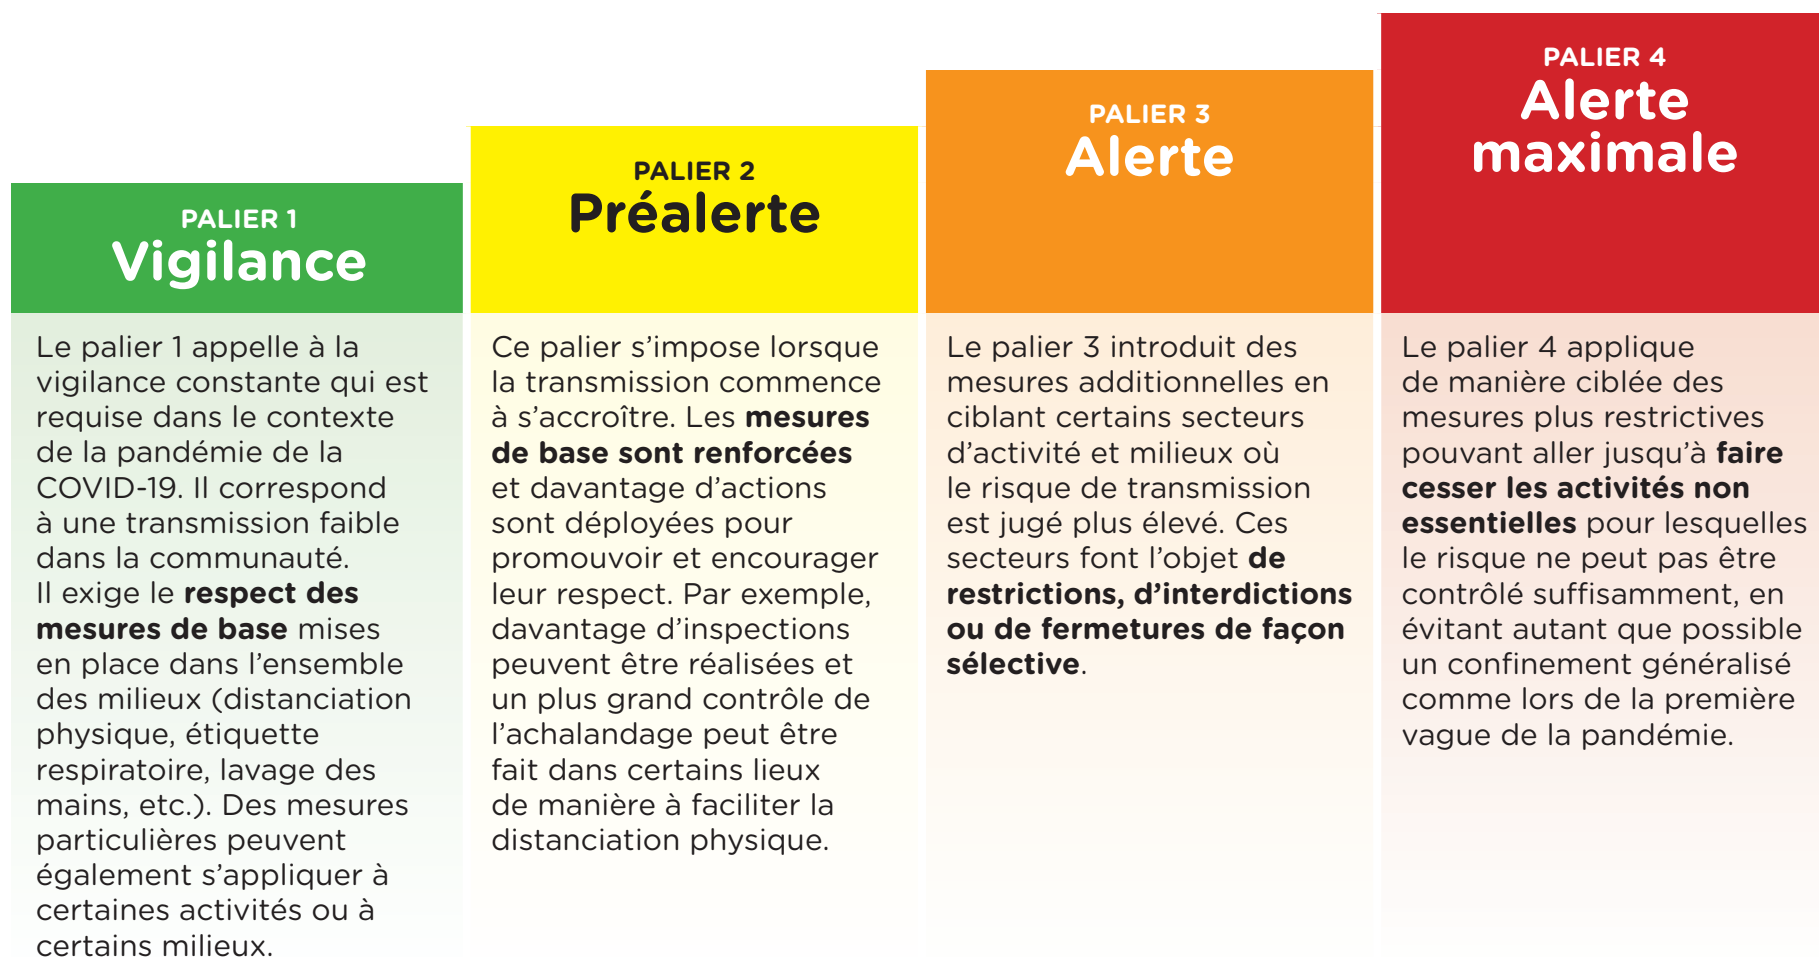 PALIER 1
Vigilance
Le palier 1 appelle à la
vigilance constante qui est
requise dans le contexte
de la pandémie de la
COVID-19. Il correspond
à une transmission faible
dans la communauté.
Il exige le respect des
mesures de base mises
en place dans l’ensemble
des milieux (distanciation
physique, étiquette
respiratoire, lavage des
mains, etc.). Des mesures
particulières peuvent
également s’appliquer à
certaines activités ou à
certains milieux.
PALIER 2
Préalerte
Ce palier s’impose lorsque
la transmission commence
à s’accroître. Les mesures
de base sont renforcées
et davantage d’actions
sont déployées pour
promouvoir et encourager
leur respect. Par exemple,
davantage d’inspections
peuvent être réalisées et
un plus grand contrôle de
l’achalandage peut être
fait dans certains lieux
de manière à faciliter la
distanciation physique.
PALIER 3
Alerte
Le palier 3 introduit des
mesures additionnelles en
ciblant certains secteurs
d’activité et milieux où
le risque de transmission
est jugé plus élevé. Ces
secteurs font l’objet de
restrictions, d’interdictions
ou de fermetures de façon
sélective.
PALIER 4
Alerte
maximale
Le palier 4 applique
de manière ciblée des
mesures plus restrictives
pouvant aller jusqu’à faire
cesser les activités non
essentielles pour lesquelles
le risque ne peut pas être
contrôlé suffisamment, en
évitant autant que possible
un confinement généralisé
comme lors de la première
vague de la pandémie.